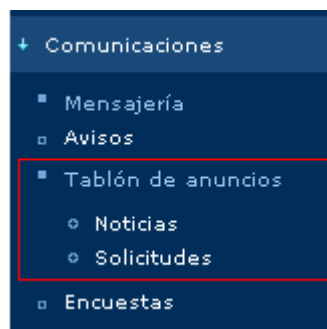 Comunicaciones
Mensajería
Avisos
Tablón de anuncios
Noticias
Solicitudes
Encuestas